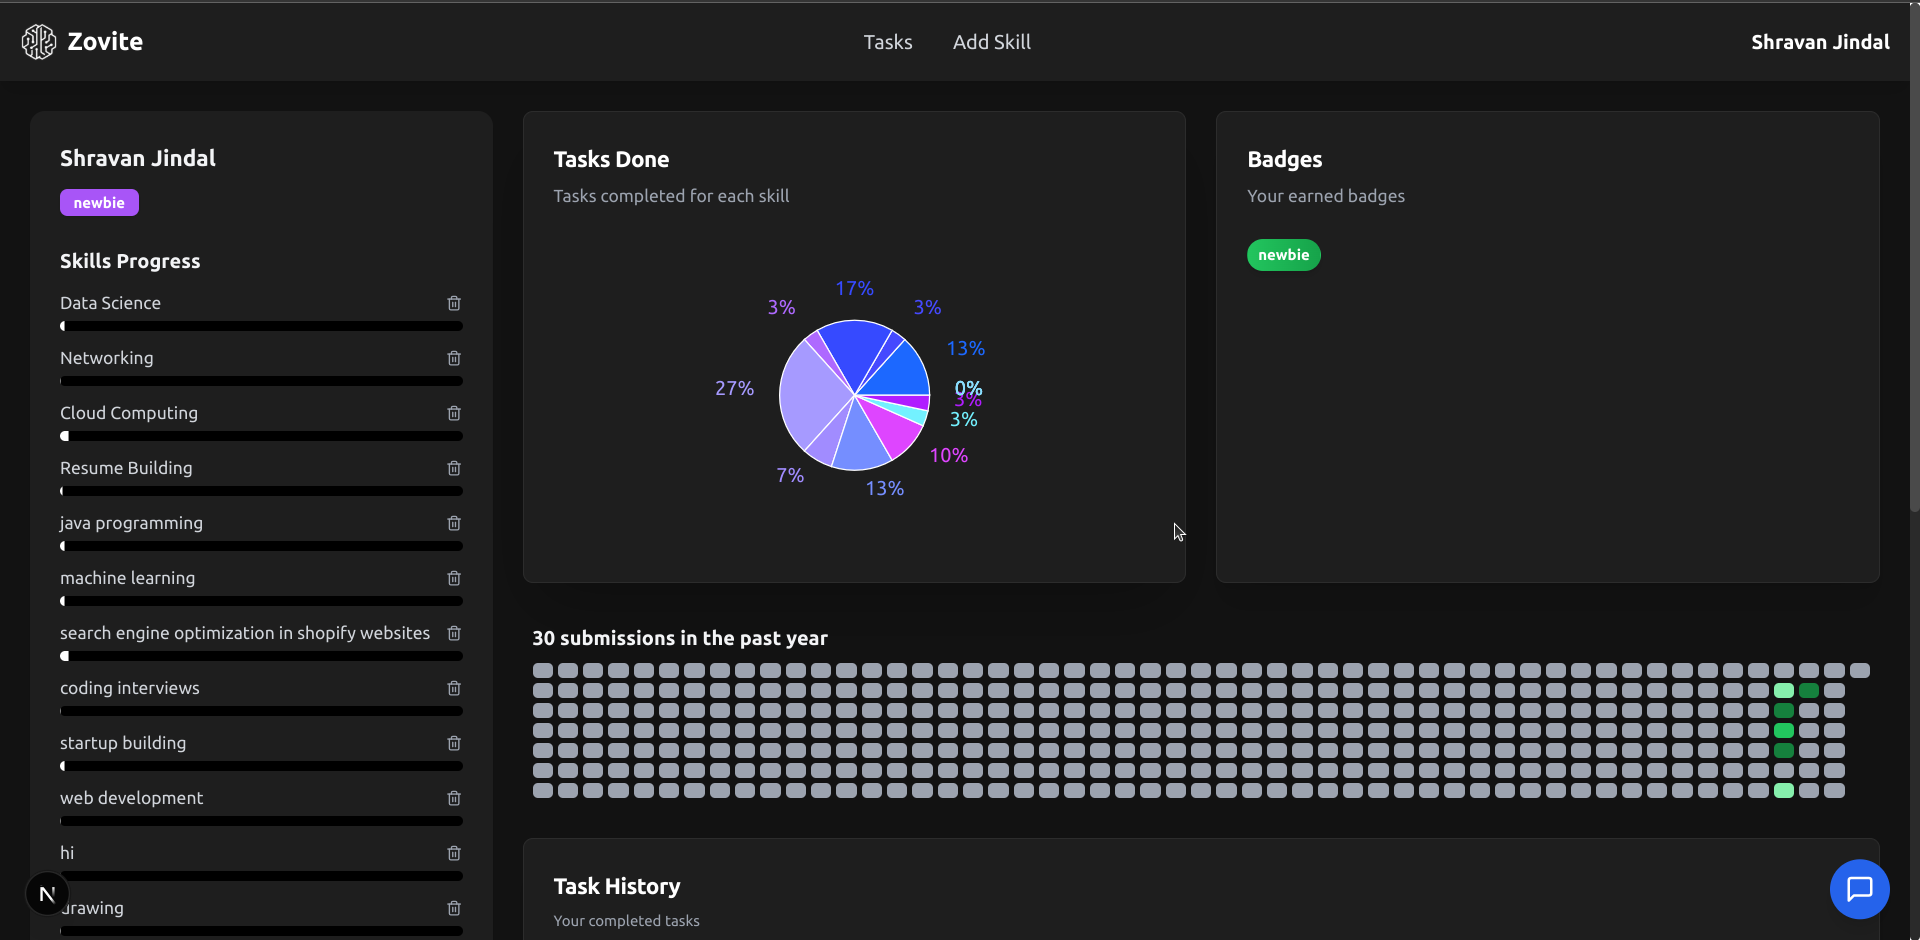 Zovite
Tasks
Add Skill
Shravan Jindal
Shravan Jindal
newbie
Skills Progress
Data Science
Networking
Cloud Computing
Resume Building
java programming
machine learning
search engine optimization in shopify websites
coding interviews
startup building
web development
hi
drawing
N
Tasks Done
Tasks completed for each skill
17%
3%
3%
13%
27%
0%
3%
3%
10%
7%
13%
Badges
Your earned badges
newbie
30 submissions in the past year
Task History
Your completed tasks